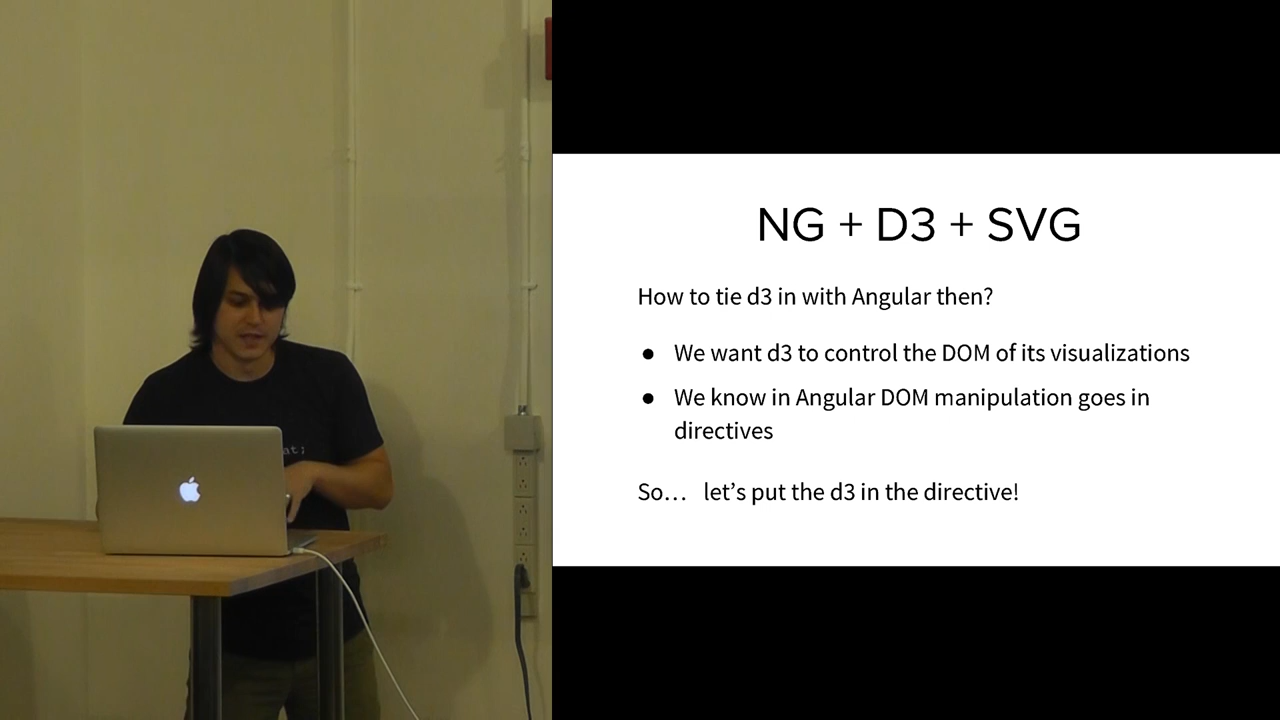 NG + D3 + SVG
How to tie d3 in with Angular then?
● We want d3 to control the DOM of its visualizations
● We know in Angular DOM manipulation goes in
directives
So... let's put the d3 in the directive!
at;